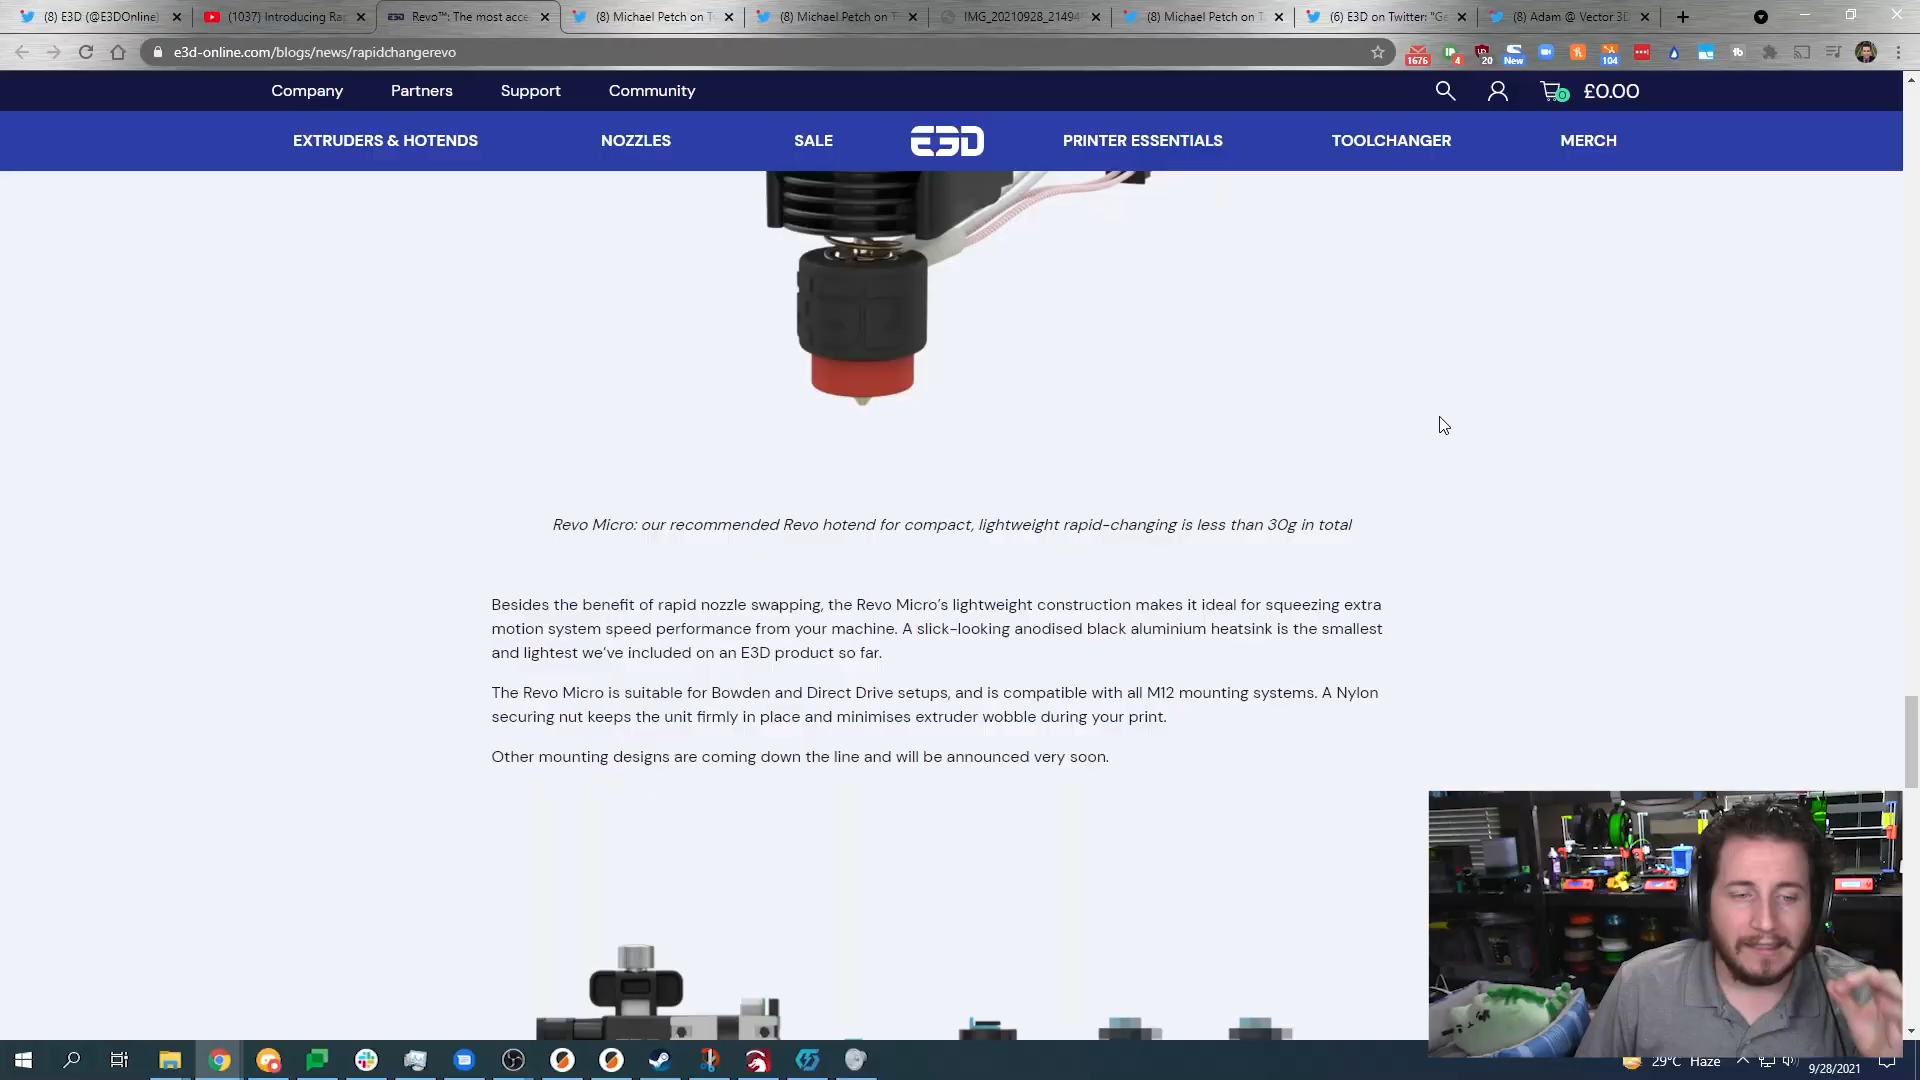 (8) E3D (@E3DOnline)
(1037) Introducing Ra
Revo™: The most acce
(8) Michael Petch on T
(8) Michael Petch on T
IMG_20210928_21494
(8) Michael Petch on T
(6) E3D on Twitter: "Ge
(8) Adam @ Vector 3D
e3d-online.com/blogs/news/rapidchangerevo
1676
4
20
New
104
Company
Partners
Support
Community
0
£0.00
EXTRUDERS & HOTENDS
NOZZLES
SALE
E3D
PRINTER ESSENTIALS
TOOLCHANGER
MERCH
Revo Micro: our recommended Revo hotend for compact, lightweight rapid-changing is less than 30g in total
Besides the benefit of rapid nozzle swapping, the Revo Micro's lightweight construction makes it ideal for squeezing extra
motion system speed performance from your machine. A slick-looking anodised black aluminium heatsink is the smallest
and lightest we've included on an E3D product so far.
The Revo Micro is suitable for Bowden and Direct Drive setups, and is compatible with all M12 mounting systems. A Nylon
securing nut keeps the unit firmly in place and minimises extruder wobble during your print.
Other mounting designs are coming down the line and will be announced very soon.
29°C Haze
9/28/2021